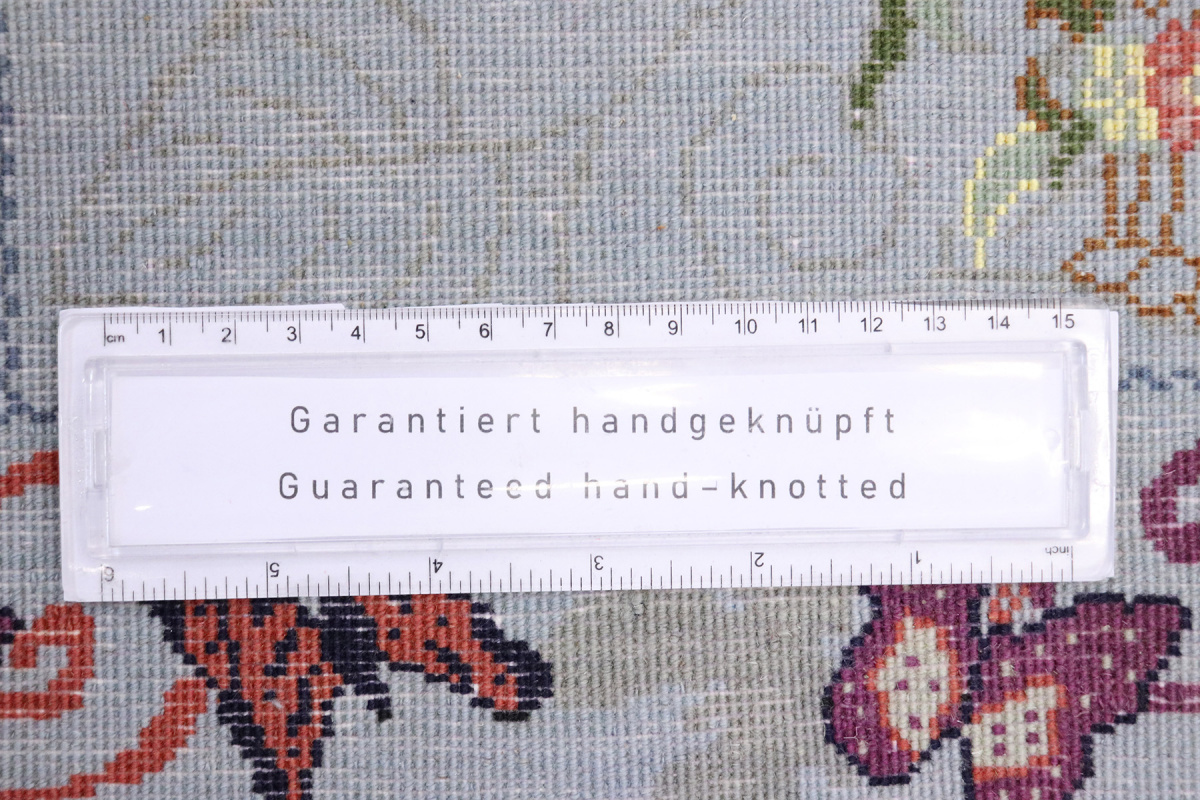 cm 1 2 3 4 5 6 7 8 9 10 11 12 13 14 15
Garantiert handgeknüpft
Guaranteed hand-knotted
6 5 4 3 2 1 inch